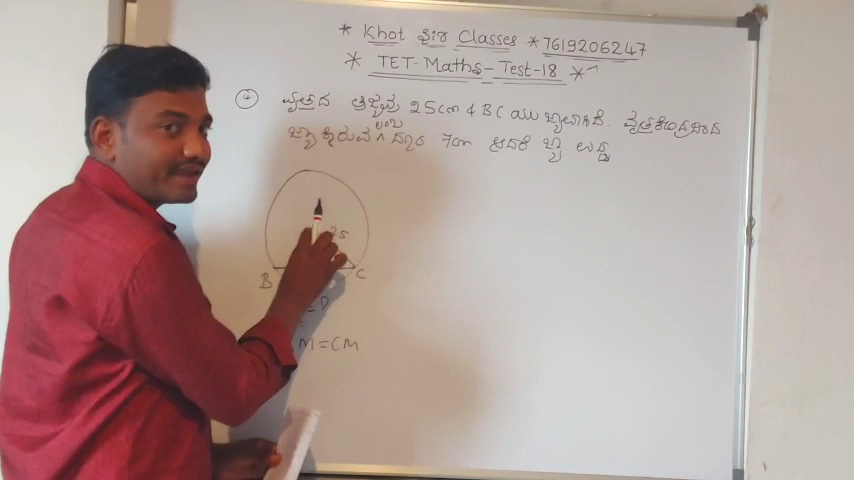 * Khot ಸರ Classes * 7619206247
* TET-Maths-Test-18 *
④ ವೃತ್ತದ ತ್ರಿಜ್ಯವು 25cm & BC ಯು ಜ್ಯಾವಾಗಿದೆ. ವೃತ್ತಕೇಂದ್ರದಿಂದ
ಲಂಬ
ಜ್ಯಾಕ್ಕಿರುವ ^ ದೂರ 7cm ಆದರೆ ಜ್ಯಾ ಉದ್ದ
25
B C
M=CM